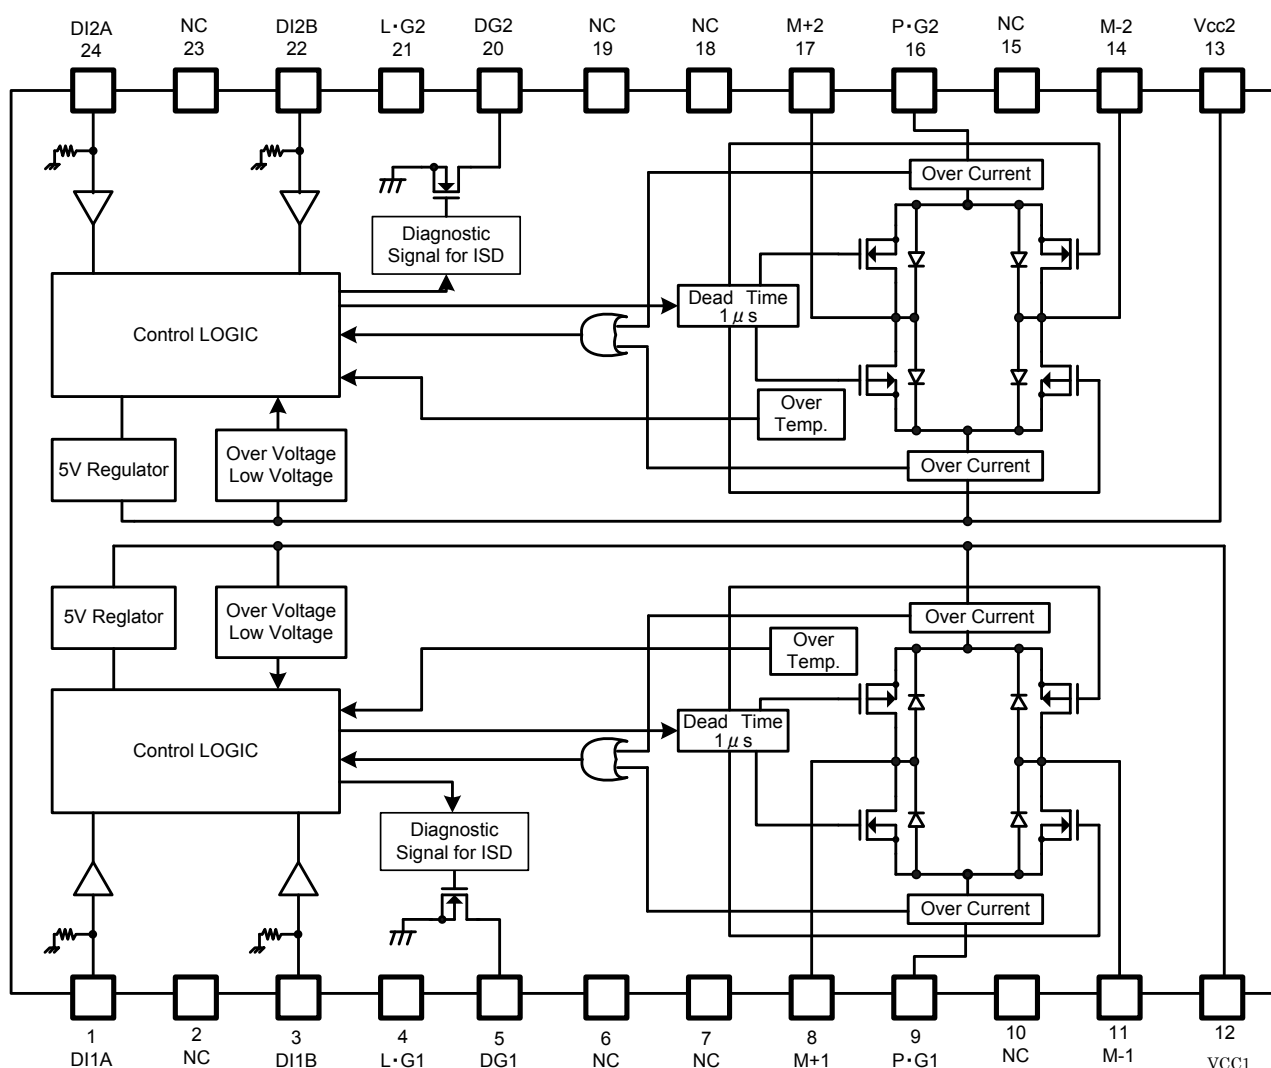 DI2A NC DI2B L·G2 DG2 NC NC M+2 P·G2 NC M-2 Vcc2
24 23 22 21 20 19 18 17 16 15 14 13
Over Current
Diagnostic
Signal for ISD
Dead Time
1μs
Control LOGIC
Over
Temp.
5V Regulator
Over Voltage
Low Voltage
Over Current
5V Reglator
Over Voltage
Low Voltage
Over Current
Over
Temp.
Dead Time
1μs
Control LOGIC
Diagnostic
Signal for ISD
Over Current
1 2 3 4 5 6 7 8 9 10 11 12
DI1A NC DI1B L·G1 DG1 NC NC M+1 P·G1 NC M-1 VCC1